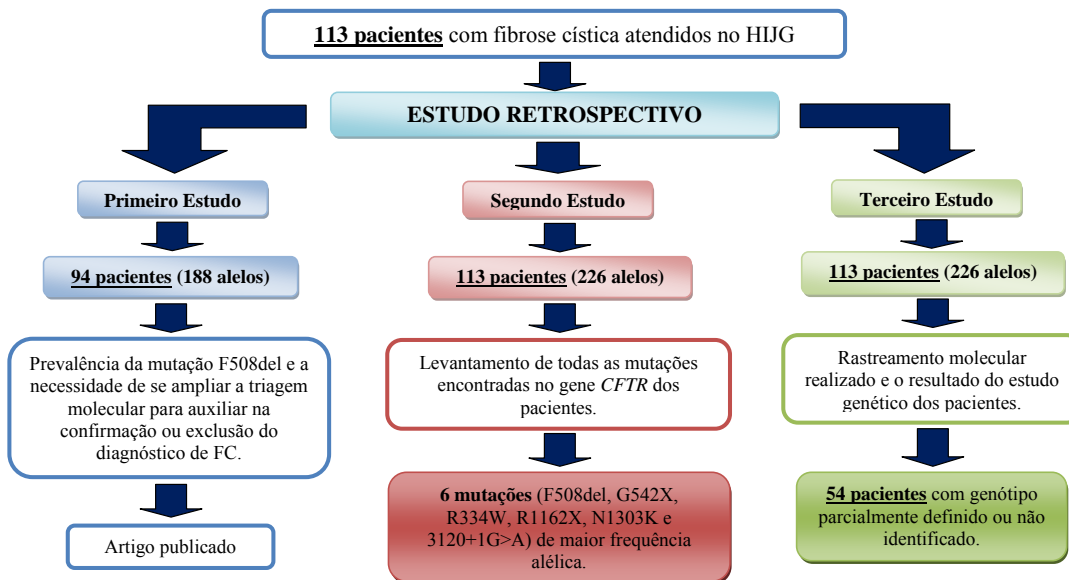 113 pacientes com fibrose cística atendidos no HIJG
ESTUDO RETROSPECTIVO
Primeiro Estudo
94 pacientes (188 alelos)
Prevalência da mutação F508del e a
necessidade de se ampliar a triagem
molecular para auxiliar na
confirmação ou exclusão do
diagnóstico de FC.
Artigo publicado
Segundo Estudo
113 pacientes (226 alelos)
Levantamento de todas as mutações
encontradas no gene CFTR dos
pacientes.
6 mutações (F508del, G542X,
R334W, R1162X, N1303K e
3120+1G>A) de maior frequência
alélica.
Terceiro Estudo
113 pacientes (226 alelos)
Rastreamento molecular
realizado e o resultado do estudo
genético dos pacientes.
54 pacientes com genótipo
parcialmente definido ou não
identificado.